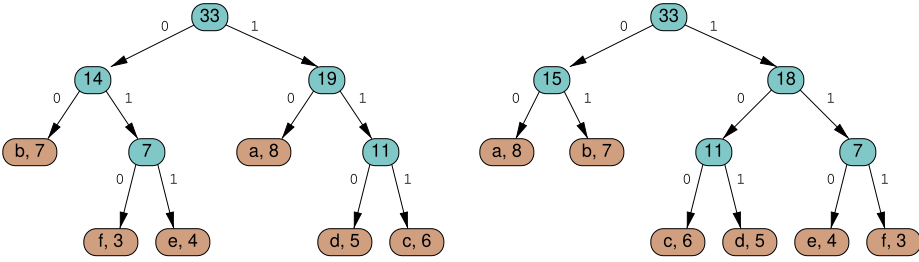 33 33
0 1 0 1
14 19 15 18
0 1 0 1 0 1 0 1
b, 7 7 a, 8 11 a, 8 b, 7 11 7
0 1 0 1 0 1 0 1
f, 3 e, 4 d, 5 c, 6 c, 6 d, 5 e, 4 f, 3